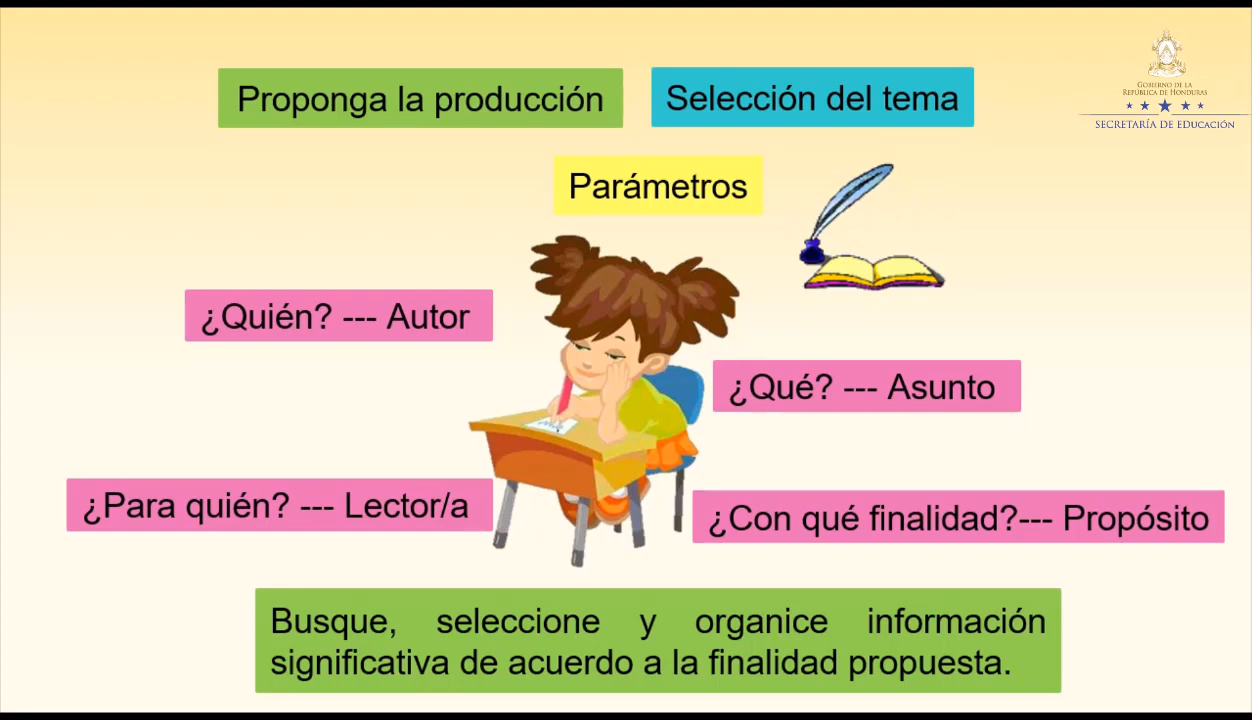 Proponga la producción
Selección del tema
GOBIERNO DE LA
REPÚBLICA DE HONDURAS
SECRETARÍA DE EDUCACIÓN
Parámetros
¿Quién? --- Autor
¿Qué? --- Asunto
¿Para quién? --- Lector/a
¿Con qué finalidad?--- Propósito
Busque, seleccione y organice información
significativa de acuerdo a la finalidad propuesta.